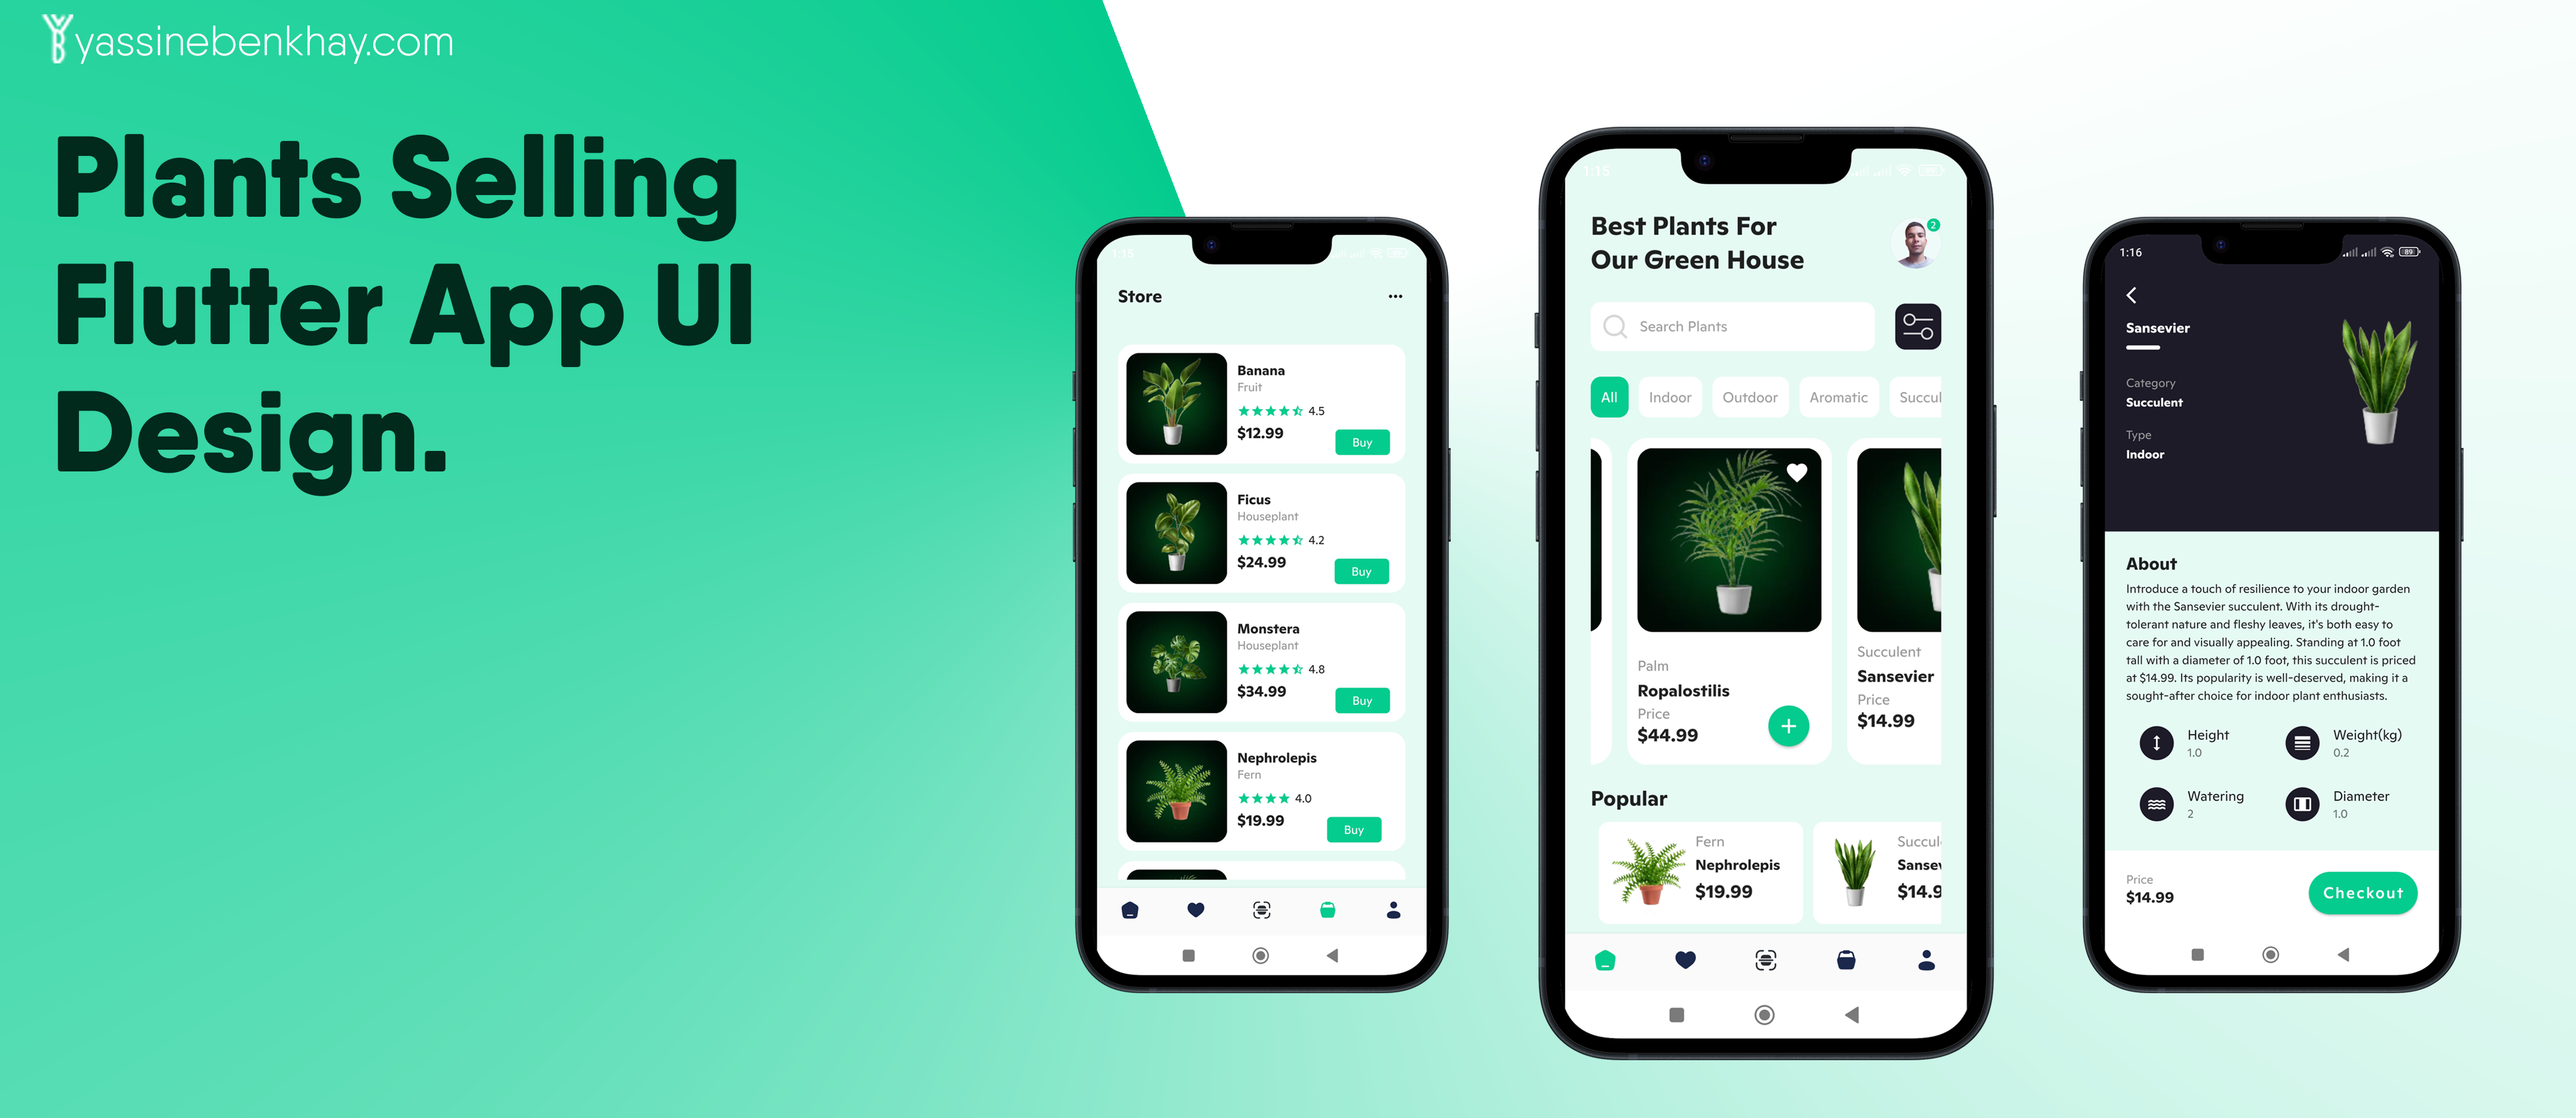 yassinebenkhay.com
Plants Selling
Flutter App UI
Design.
1:15
Store
Banana
Fruit
4.5
$12.99
Buy
Ficus
Houseplant
4.2
$24.99
Buy
Monstera
Houseplant
4.8
$34.99
Buy
Nephrolepis
Fern
4.0
$19.99
Buy
1:15
Best Plants For
Our Green House
2
Search Plants
All Indoor Outdoor Aromatic Succul
Palm
Ropalostilis
Price
$44.99
Succulent
Sansevier
Price
$14.99
Popular
Fern
Nephrolepis
$19.99
Succul
Sansev
$14.9
1:16
89
Sansevier
Category
Succulent
Type
Indoor
About
Introduce a touch of resilience to your indoor garden
with the Sansevier succulent. With its drought-
tolerant nature and fleshy leaves, it's both easy to
care for and visually appealing. Standing at 1.0 foot
tall with a diameter of 1.0 foot, this succulent is priced
at $14.99. Its popularity is well-deserved, making it a
sought-after choice for indoor plant enthusiasts.
Height
1.0
Weight(kg)
0.2
Watering
2
Diameter
1.0
Price
$14.99
Checkout